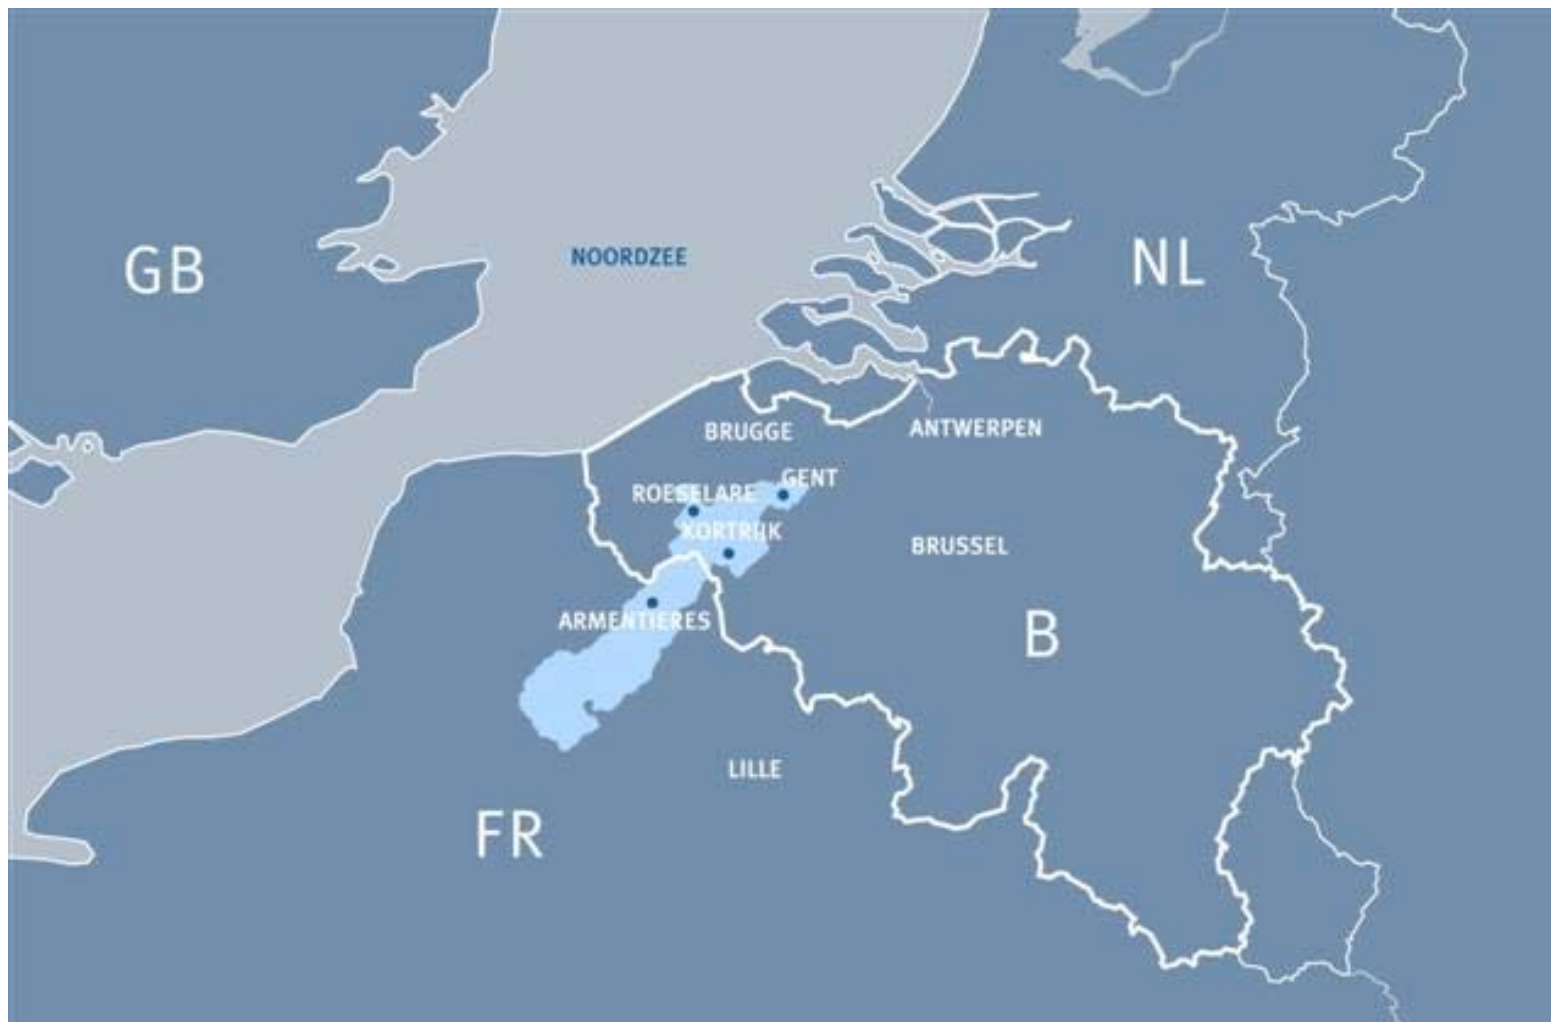 GB
NOORDZEE
NL
BRUGGE
ANTWERPEN
GENT
ROESELARE
KORTRIJK
BRUSSEL
ARMENTIERES
B
LILLE
FR